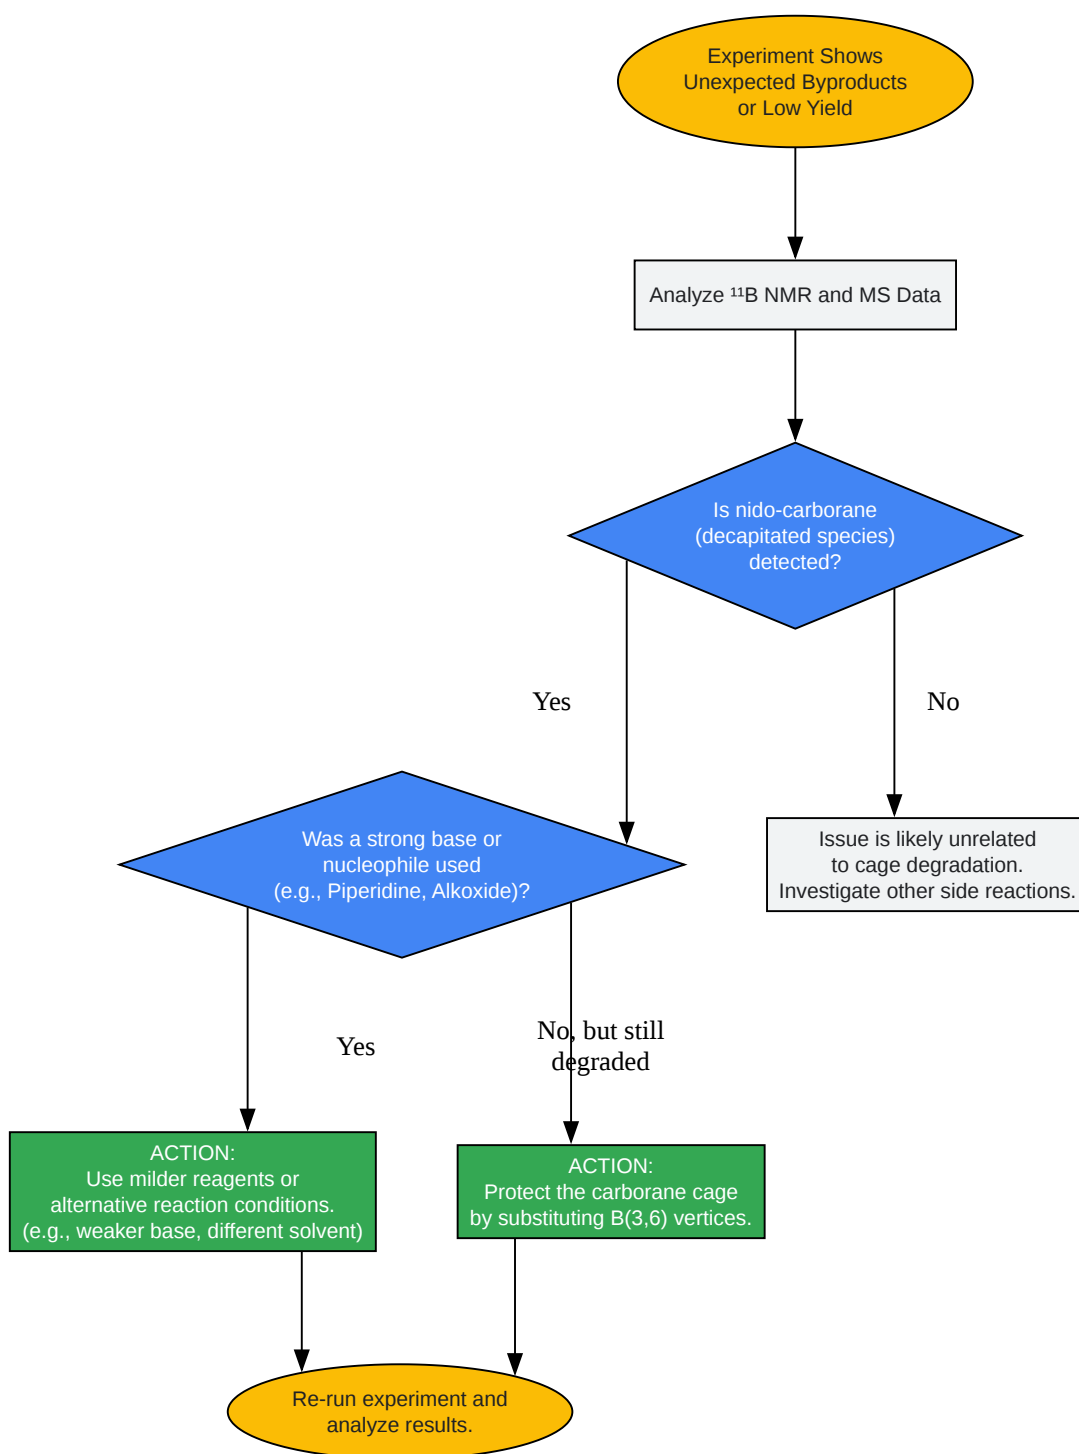 Experiment Shows
Unexpected Byproducts
or Low Yield
Analyze ¹¹B NMR and MS Data
Is nido-carborane
(decapitated species)
detected?
Yes
No
Was a strong base or
nucleophile used
(e.g., Piperidine, Alkoxide)?
Issue is likely unrelated
to cage degradation.
Investigate other side reactions.
Yes
No, but still
degraded
ACTION:
Use milder reagents or
alternative reaction conditions.
(e.g., weaker base, different solvent)
ACTION:
Protect the carborane cage
by substituting B(3,6) vertices.
Re-run experiment and
analyze results.